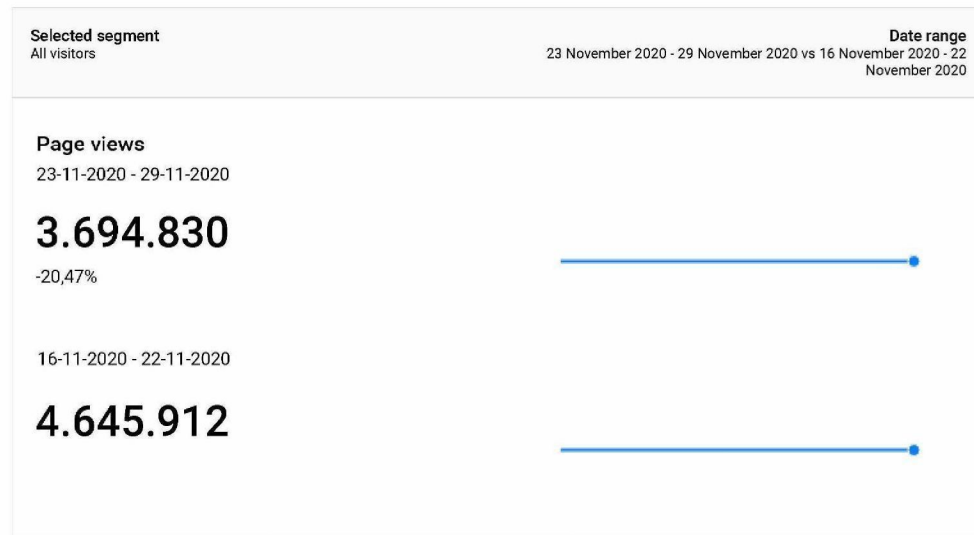 Selected segment
All visitors
Date range
23 November 2020 - 29 November 2020 vs 16 November 2020 - 22
November 2020
Page views
23-11-2020 - 29-11-2020
3.694.830
-20,47%
16-11-2020 - 22-11-2020
4.645.912